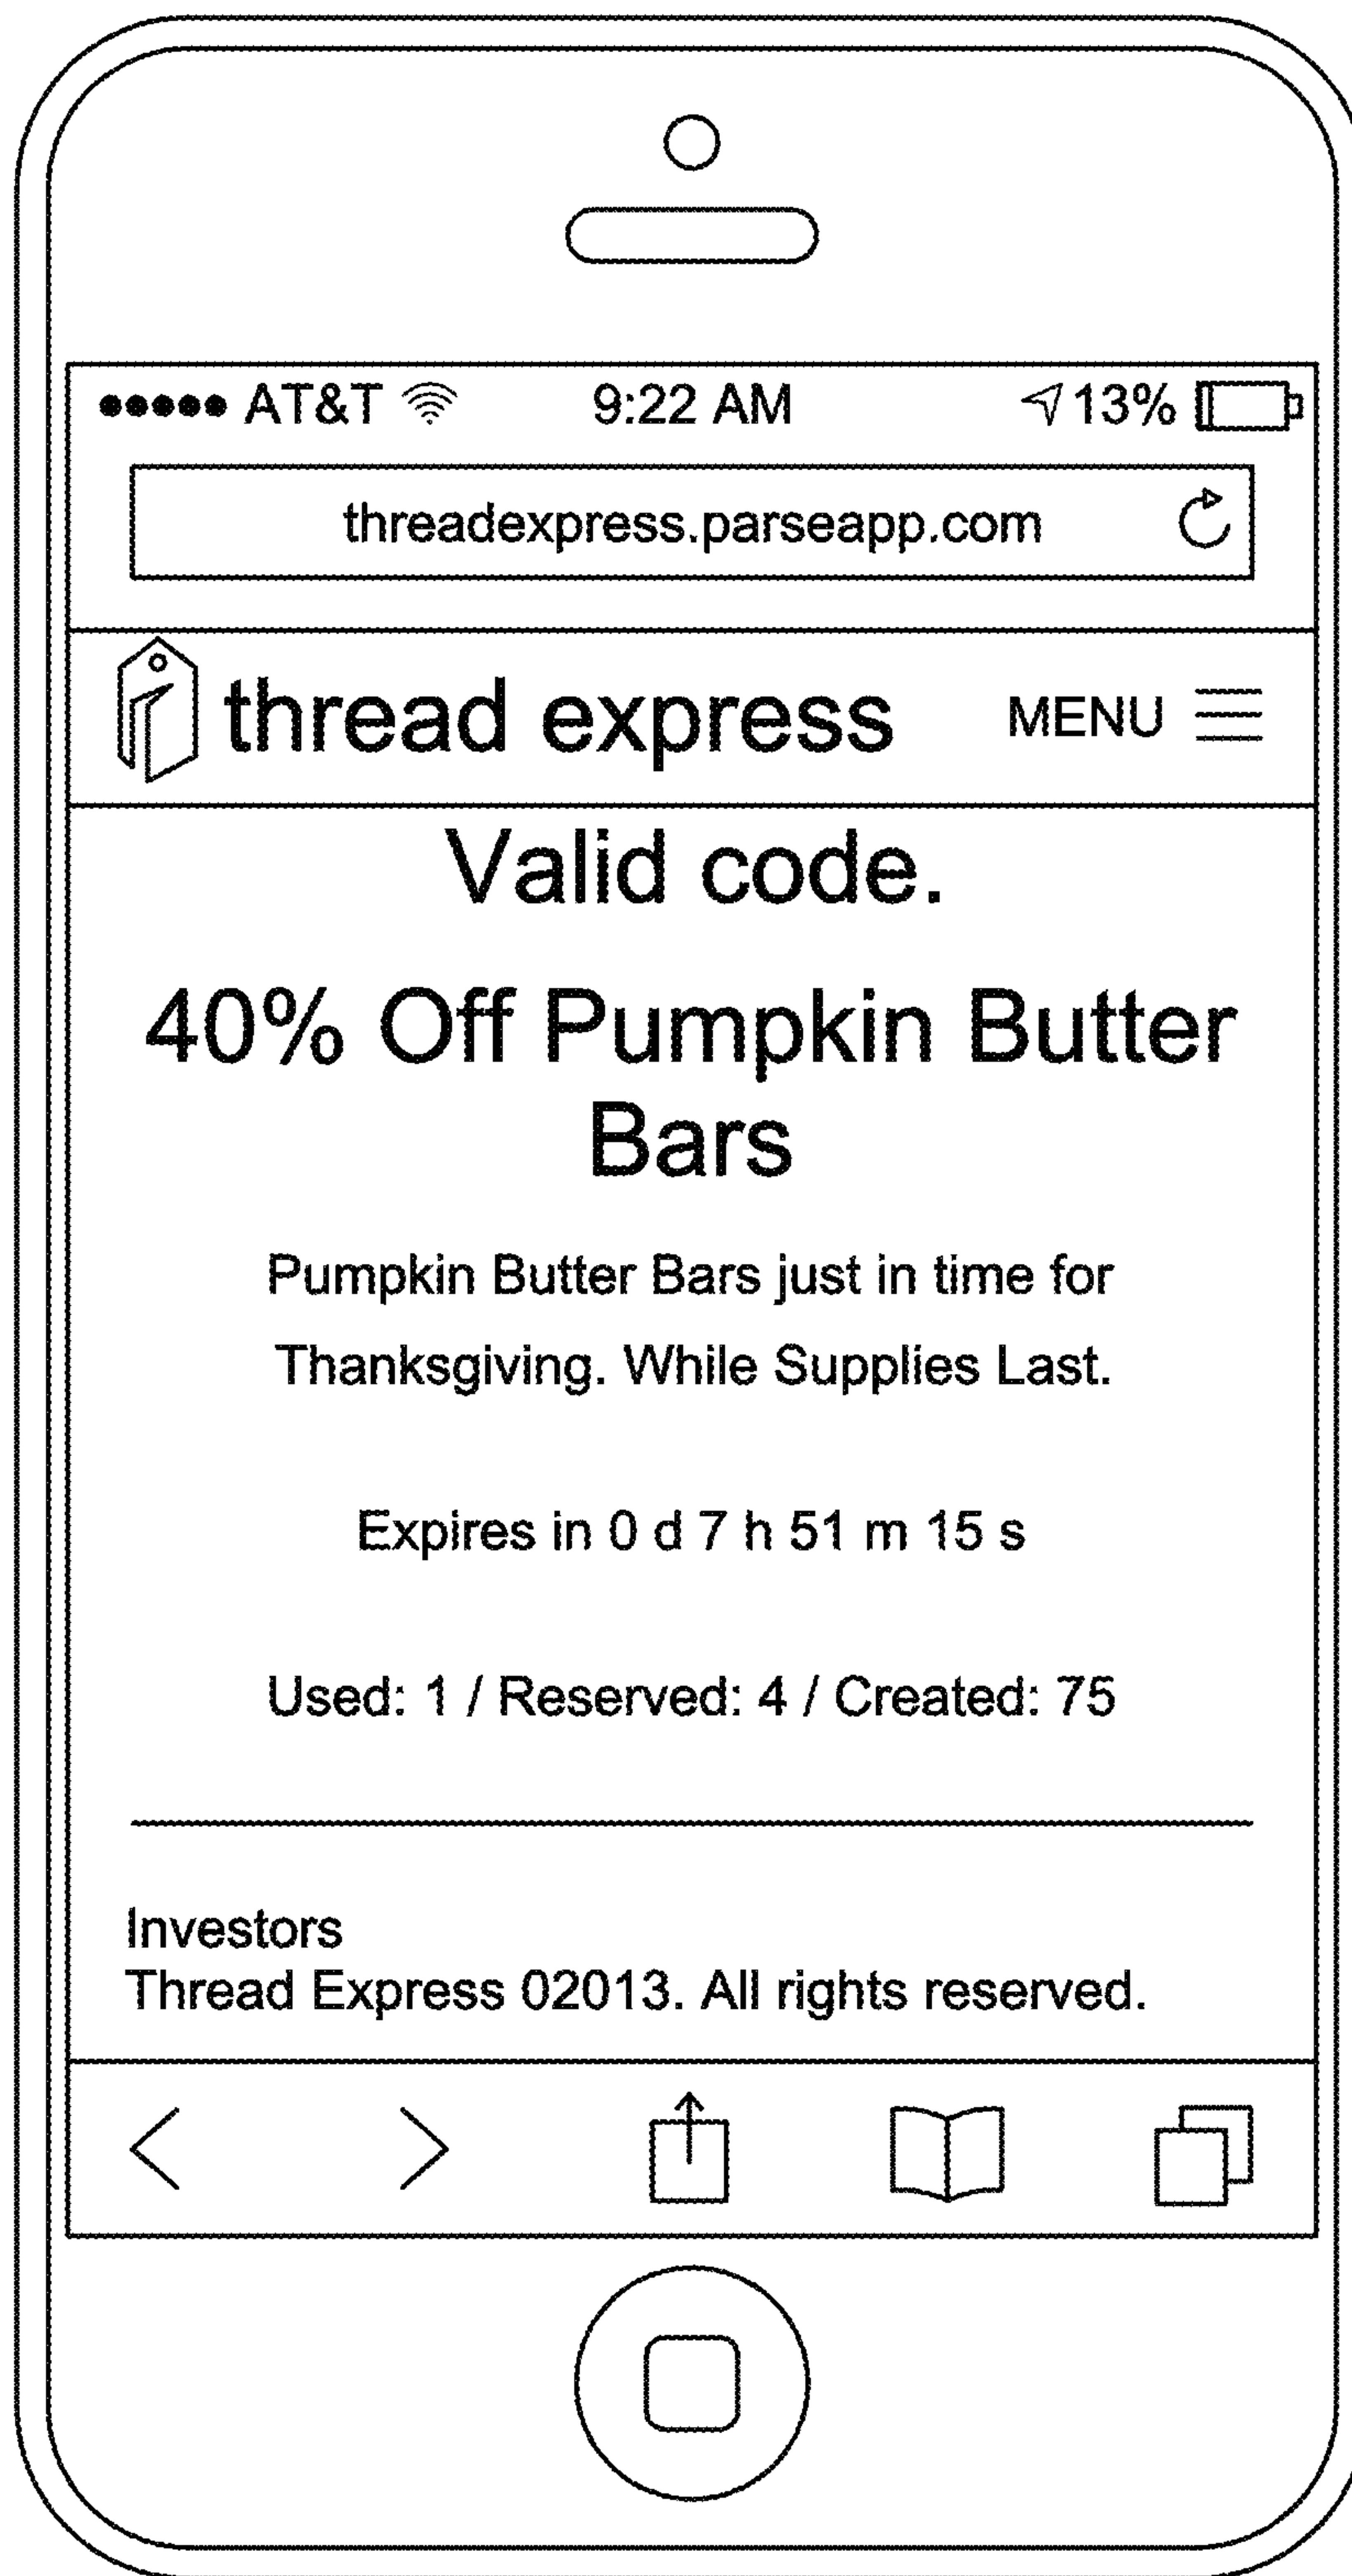 AT&T 9:22 AM 13%
threadexpress.parseapp.com
thread express MENU
Valid code.
40% Off Pumpkin Butter
Bars
Pumpkin Butter Bars just in time for
Thanksgiving. While Supplies Last.
Expires in 0 d 7 h 51 m 15 s
Used: 1 / Reserved: 4 / Created: 75
Investors
Thread Express 02013. All rights reserved.